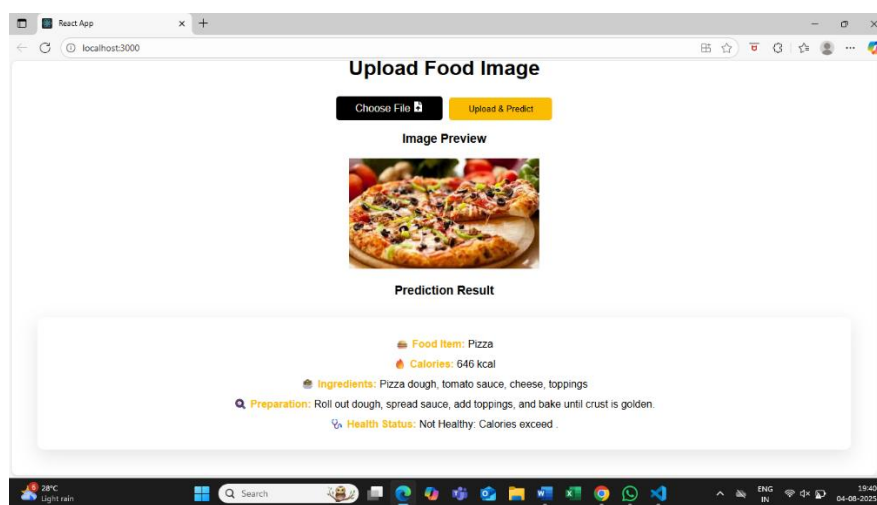 React App
localhost:3000
Upload Food Image
Choose File
Upload & Predict
Image Preview
Prediction Result
Food Item: Pizza
Calories: 646 kcal
Ingredients: Pizza dough, tomato sauce, cheese, toppings
Preparation: Roll out dough, spread sauce, add toppings, and bake until crust is golden.
Health Status: Not Healthy: Calories exceed .
28°C
Light rain
Search
ENG
IN
19:40
04-08-2025